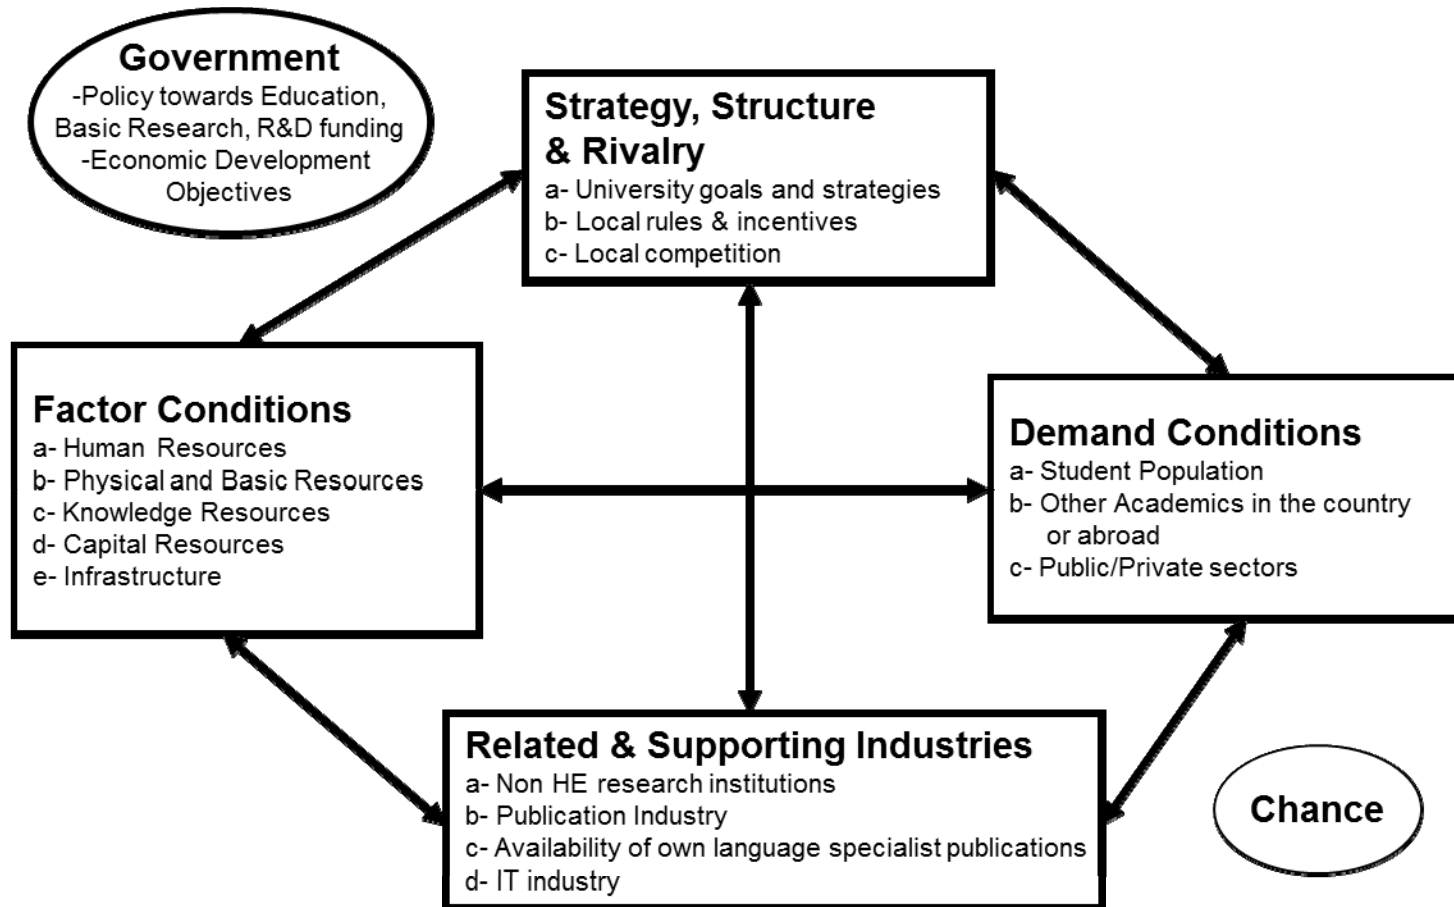 Government
-Policy towards Education,
Basic Research, R&D funding
-Economic Development
Objectives
Strategy, Structure
& Rivalry
a- University goals and strategies
b- Local rules & incentives
c- Local competition
Factor Conditions
a- Human Resources
b- Physical and Basic Resources
c- Knowledge Resources
d- Capital Resources
e- Infrastructure
Demand Conditions
a- Student Population
b- Other Academics in the country
or abroad
c- Public/Private sectors
Related & Supporting Industries
a- Non HE research institutions
b- Publication Industry
c- Availability of own language specialist publications
d- IT industry
Chance